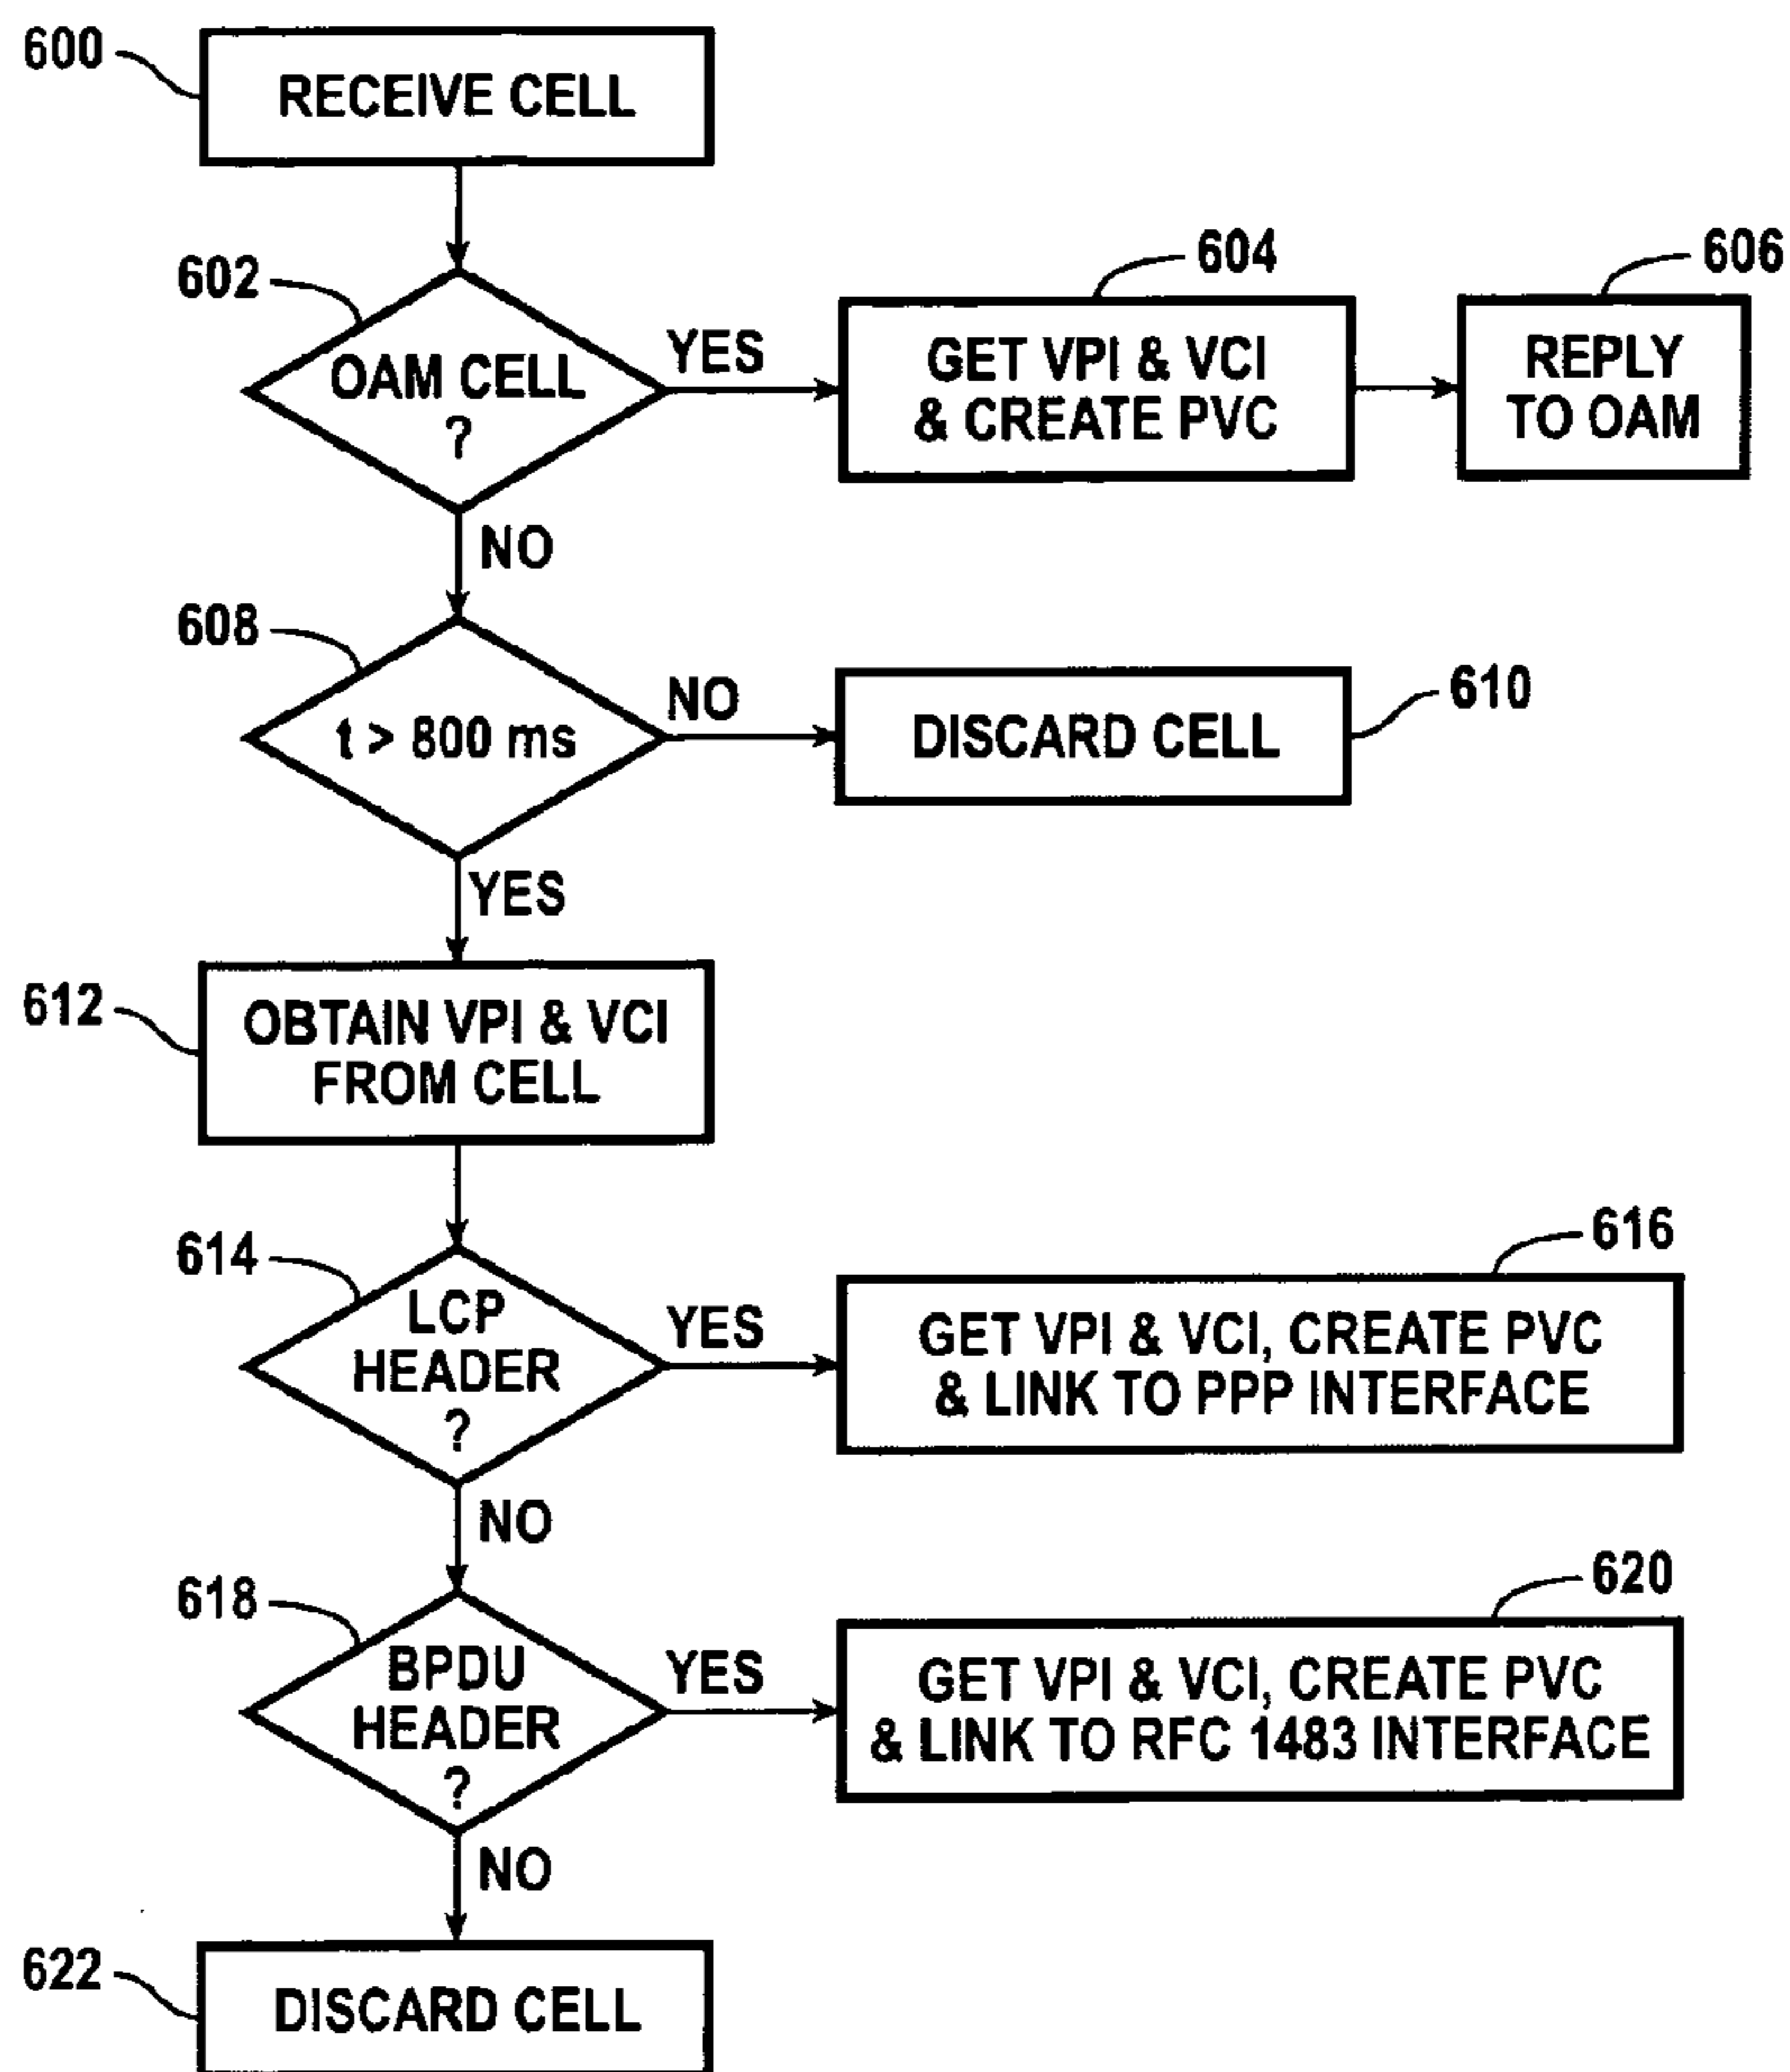 600
RECEIVE CELL
602
OAM CELL
?
YES
604
GET VPI & VCI
& CREATE PVC
606
REPLY
TO OAM
NO
608
t > 800 ms
NO
610
DISCARD CELL
YES
612
OBTAIN VPI & VCI
FROM CELL
614
LCP
HEADER
?
YES
616
GET VPI & VCI, CREATE PVC
& LINK TO PPP INTERFACE
NO
618
BPDU
HEADER
?
YES
620
GET VPI & VCI, CREATE PVC
& LINK TO RFC 1483 INTERFACE
NO
622
DISCARD CELL